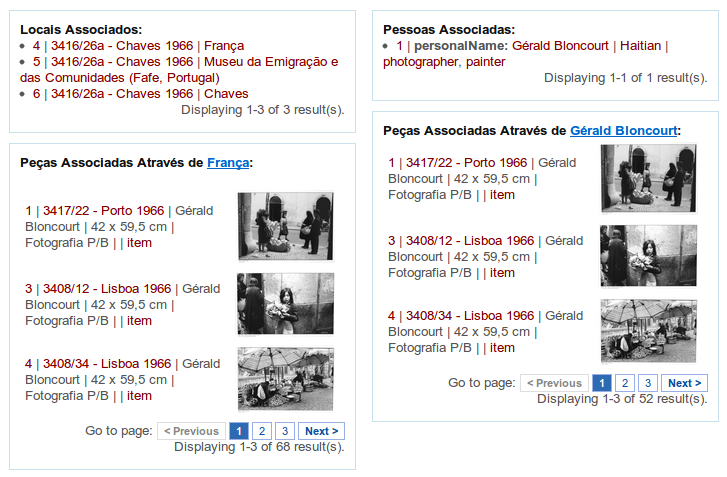 Locais Associados:
4 | 3416/26a - Chaves 1966 | França
5 | 3416/26a - Chaves 1966 | Museu da Emigração e
das Comunidades (Fafe, Portugal)
6 | 3416/26a - Chaves 1966 | Chaves
Displaying 1-3 of 3 result(s).
Peças Associadas Através de França:
1 | 3417/22 - Porto 1966 | Gérald
Bloncourt | 42 x 59,5 cm |
Fotografia P/B | | item
3 | 3408/12 - Lisboa 1966 | Gérald
Bloncourt | 42 x 59,5 cm |
Fotografia P/B | | item
4 | 3408/34 - Lisboa 1966 | Gérald
Bloncourt | 42 x 59,5 cm |
Fotografia P/B | | item
Go to page: < Previous 1 2 3 Next >
Displaying 1-3 of 68 result(s).
Pessoas Associadas:
1 | personalName: Gérald Bloncourt | Haitian |
photographer, painter
Displaying 1-1 of 1 result(s).
Peças Associadas Através de Gérald Bloncourt:
1 | 3417/22 - Porto 1966 | Gérald
Bloncourt | 42 x 59,5 cm |
Fotografia P/B | | item
3 | 3408/12 - Lisboa 1966 | Gérald
Bloncourt | 42 x 59,5 cm |
Fotografia P/B | | item
4 | 3408/34 - Lisboa 1966 | Gérald
Bloncourt | 42 x 59,5 cm |
Fotografia P/B | | item
Go to page: < Previous 1 2 3 Next >
Displaying 1-3 of 52 result(s).